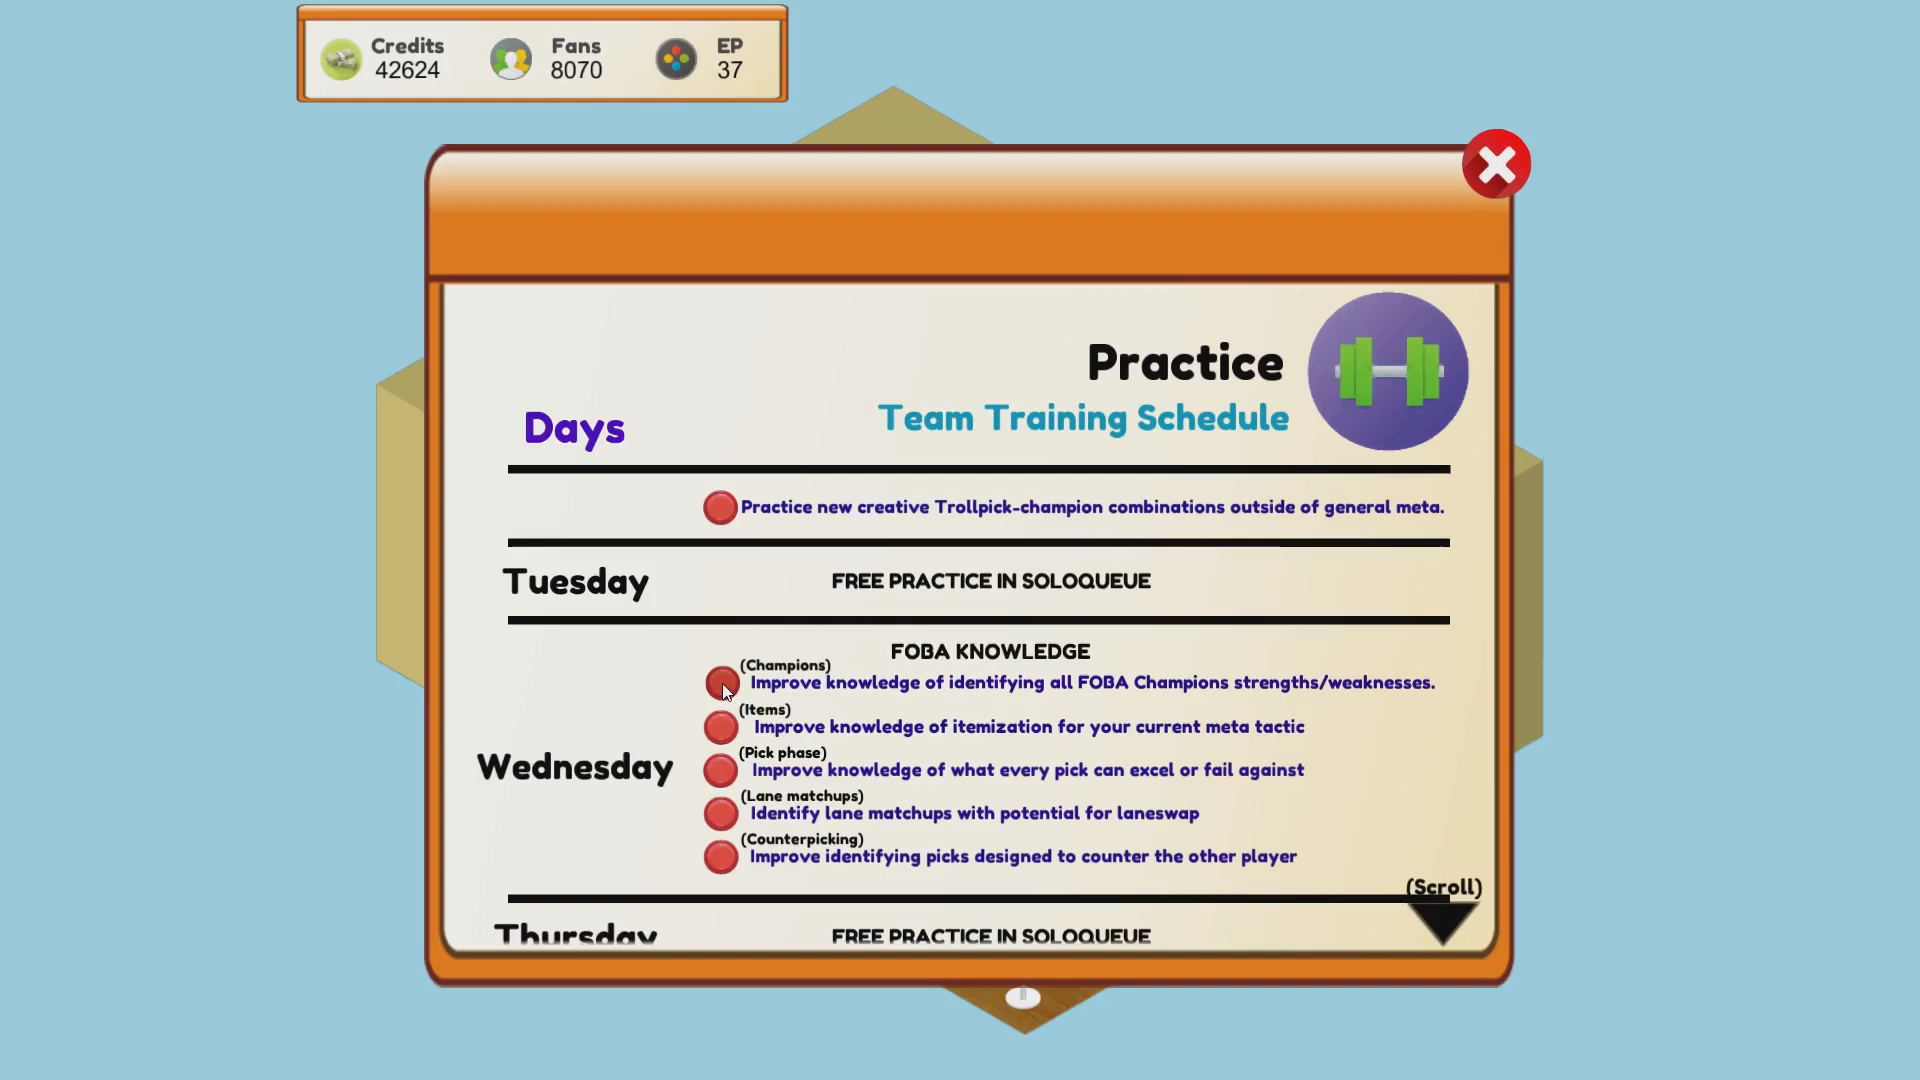 Credits
42624
Fans
8070
EP
37
Practice
Team Training Schedule
Days
Practice new creative Trollpick-champion combinations outside of general meta.
Tuesday
FREE PRACTICE IN SOLOQUEUE
FOBA KNOWLEDGE
(Champions)
Improve knowledge of identifying all FOBA Champions strengths/weaknesses.
(Items)
Improve knowledge of itemization for your current meta tactic
(Pick phase)
Improve knowledge of what every pick can excel or fail against
Wednesday
(Lane matchups)
Identify lane matchups with potential for laneswap
(Counterpicking)
Improve identifying picks designed to counter the other player
(Scroll)
Thursday
FREE PRACTICE IN SOLOQUEUE